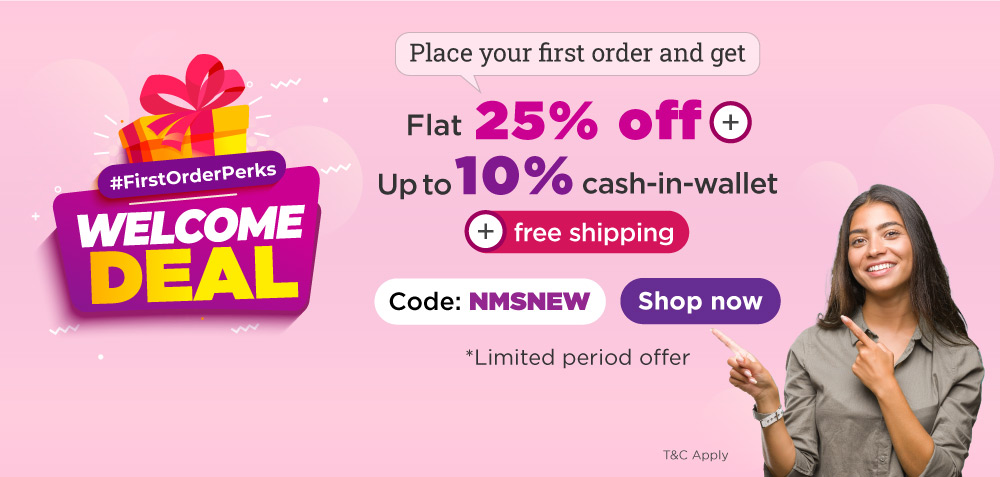 #FirstOrderPerks
WELCOME
DEAL
Place your first order and get
Flat 25% off +
Up to 10% cash-in-wallet
+ free shipping
Code: NMSNEW
Shop now
*Limited period offer
T&C Apply